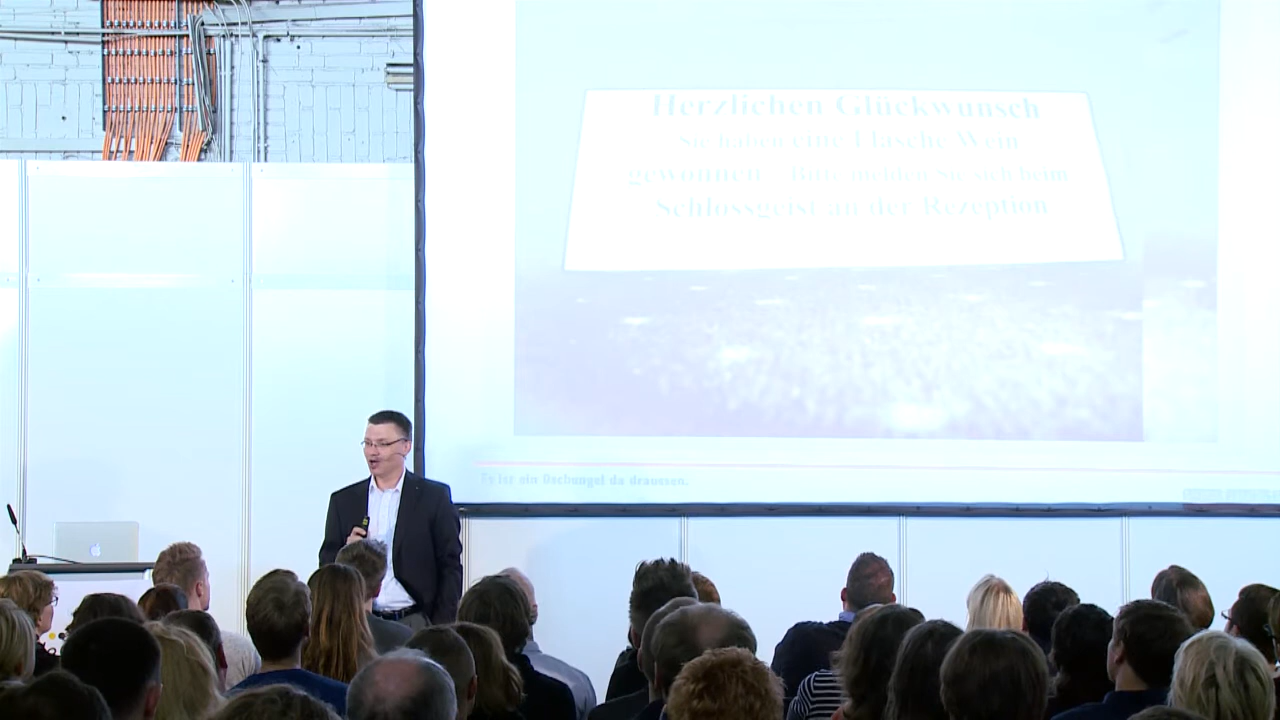 Herzlichen Glückwunsch
Sie haben eine Flasche Wein
gewonnen. Bitte melden Sie sich beim
Schlossgeist an der Rezeption
Es ist ein Dschungel da draussen.